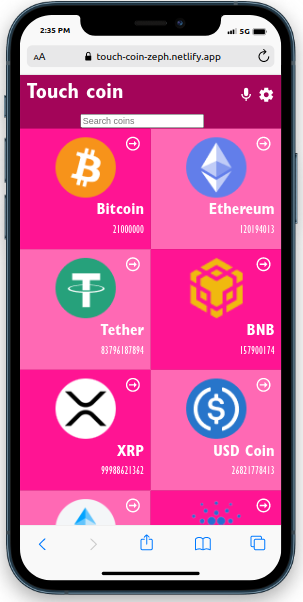 2:35 PM 5G
AA touch-coin-zeph.netlify.app
Touch coin
Search coins
Bitcoin
21000000
Ethereum
120194013
Tether
83796187894
BNB
157900174
XRP
99988621362
USD Coin
26821778413